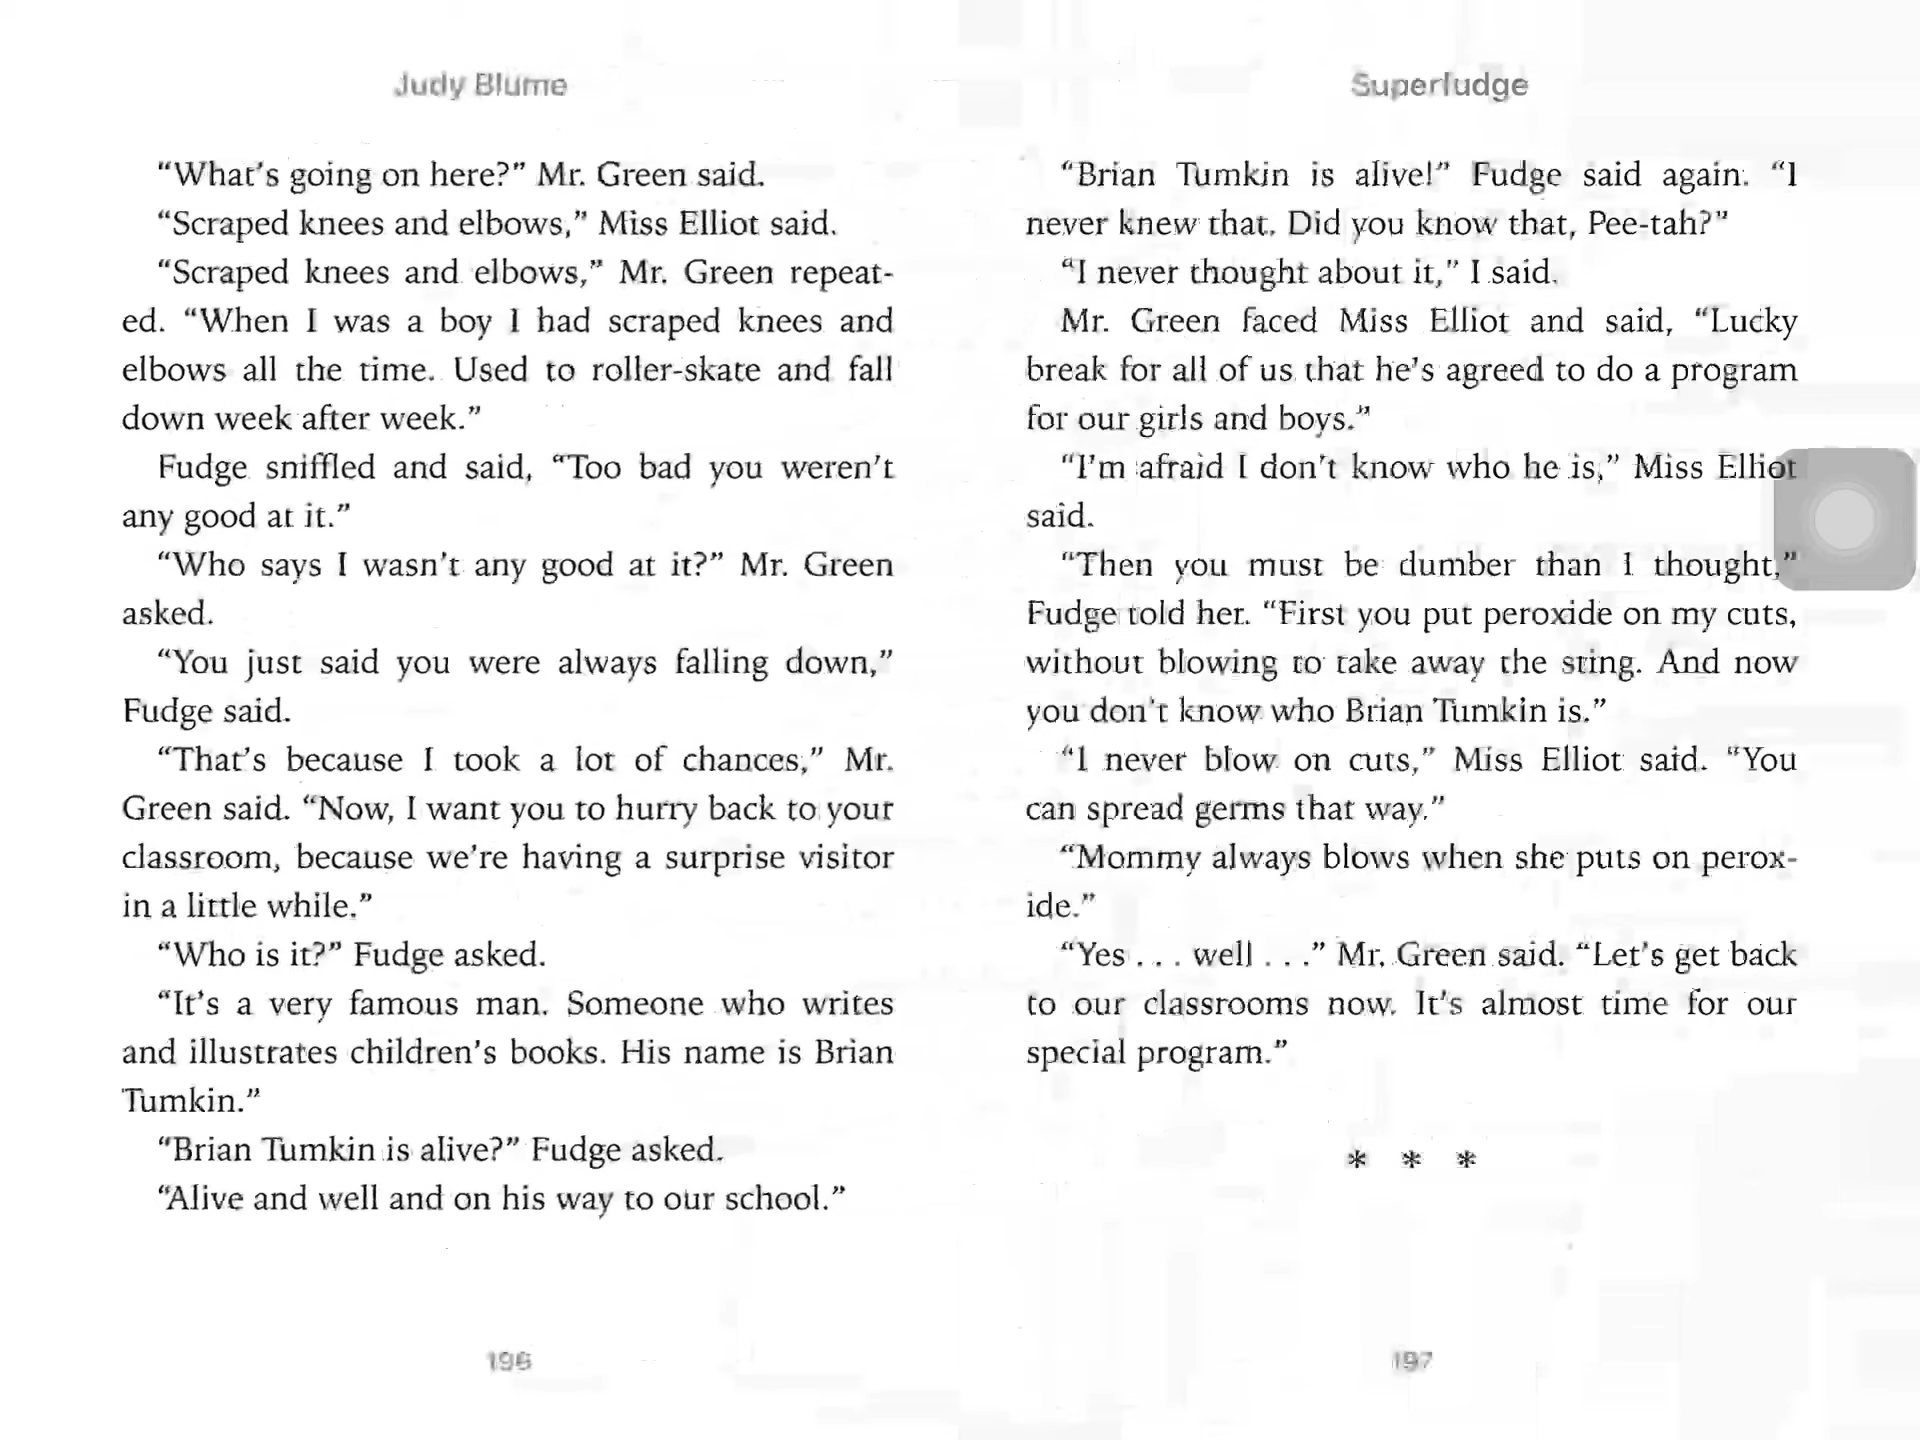 Judy Blume
“What’s going on here?” Mr. Green said.
“Scraped knees and elbows,” Miss Elliot said.
“Scraped knees and elbows,” Mr. Green repeat-
ed. “When I was a boy I had scraped knees and
elbows all the time. Used to roller-skate and fall
down week after week.”
Fudge sniffled and said, “Too bad you weren’t
any good at it.”
“Who says I wasn’t any good at it?” Mr. Green
asked.
“You just said you were always falling down,”
Fudge said.
“That’s because I took a lot of chances,” Mr.
Green said. “Now, I want you to hurry back to your
classroom, because we’re having a surprise visitor
in a little while.”
“Who is it?” Fudge asked.
“It’s a very famous man. Someone who writes
and illustrates children’s books. His name is Brian
Tumkin.”
“Brian Tumkin is alive?” Fudge asked.
“Alive and well and on his way to our school.”
196
Superfudge
“Brian Tumkin is alive!” Fudge said again. “I
never knew that. Did you know that, Pee-tah?”
“I never thought about it,” I said.
Mr. Green faced Miss Elliot and said, “Lucky
break for all of us that he’s agreed to do a program
for our girls and boys.”
“I’m afraid I don’t know who he is,” Miss Elliot
said.
“Then you must be dumber than I thought,”
Fudge told her. “First you put peroxide on my cuts,
without blowing to take away the sting. And now
you don’t know who Brian Tumkin is.”
“I never blow on cuts,” Miss Elliot said. “You
can spread germs that way.”
“Mommy always blows when she puts on perox-
ide.”
“Yes . . . well . . .” Mr. Green said. “Let’s get back
to our classrooms now. It’s almost time for our
special program.”
* * *
197